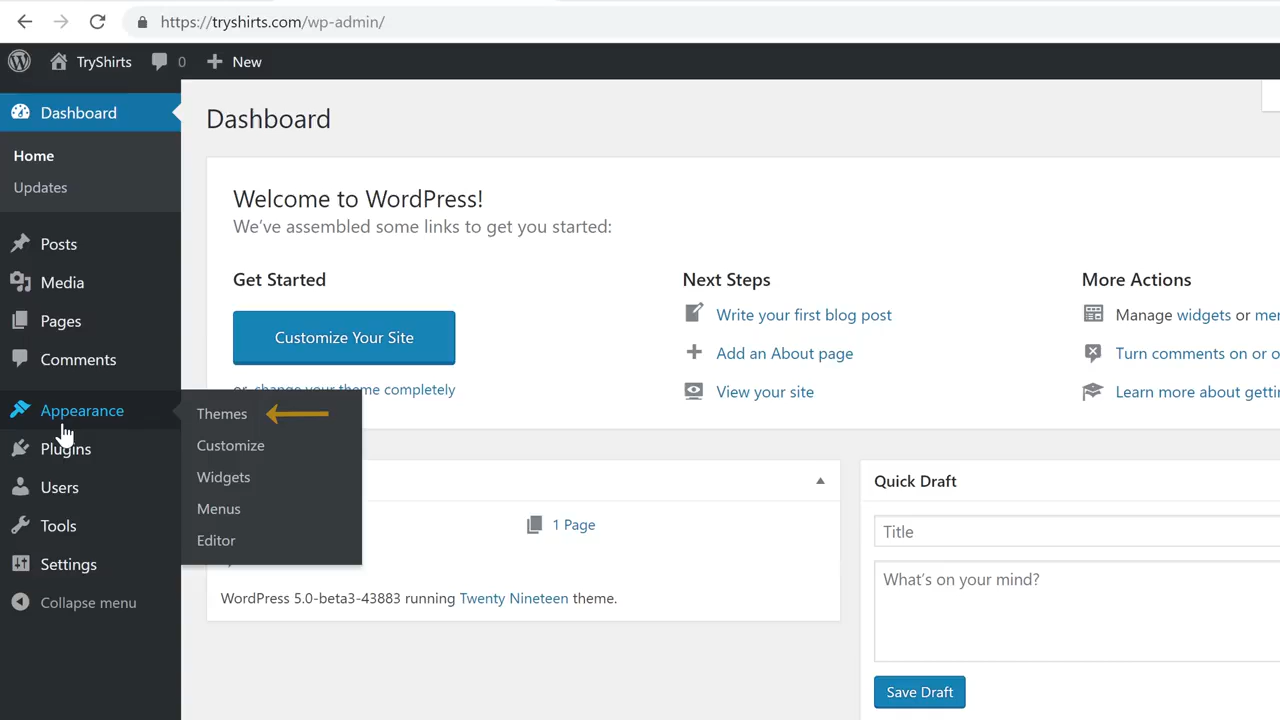 https://tryshirts.com/wp-admin/
TryShirts 0 New
Dashboard
Home
Updates
Posts
Media
Pages
Comments
Appearance
Plugins
Users
Tools
Settings
Collapse menu
Themes
Customize
Widgets
Menus
Editor
Dashboard
Welcome to WordPress!
We've assembled some links to get you started:
Get Started
Customize Your Site
or change your theme completely
Next Steps
Write your first blog post
Add an About page
View your site
More Actions
Manage widgets or
Turn comments on or
Learn more about
1 Page
WordPress 5.0-beta3-43883 running Twenty Nineteen theme.
Quick Draft
Title
What's on your mind?
Save Draft